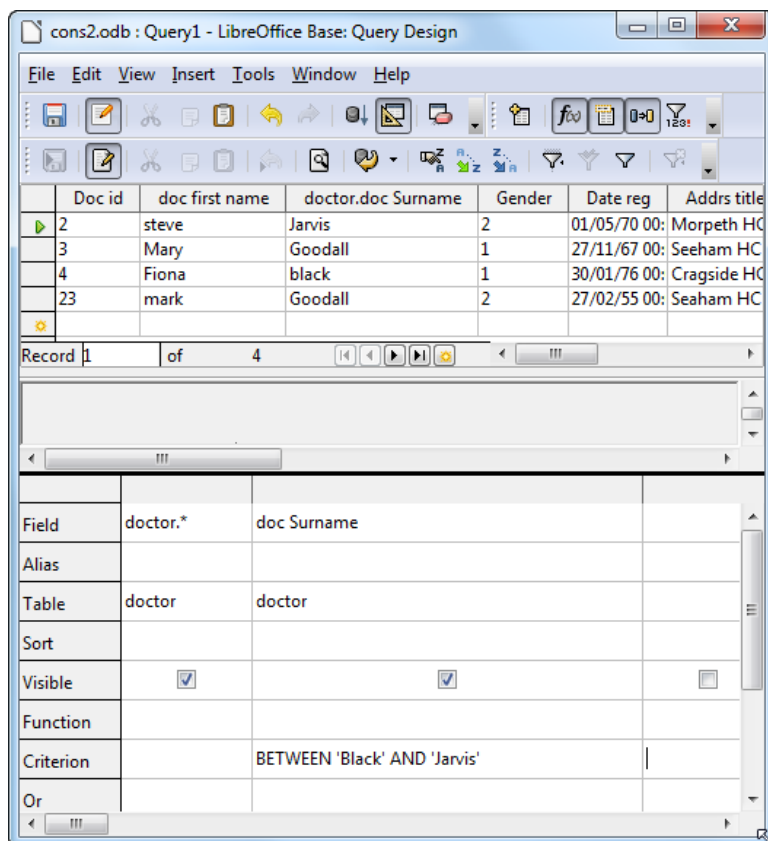 cons2.odb : Query1 - LibreOffice Base: Query Design
File Edit View Insert Tools Window Help
Doc id doc first name doctor.doc Surname Gender Date reg Addrs title
2 steve Jarvis 2 01/05/70 00: Morpeth HC
3 Mary Goodall 1 27/11/67 00: Seeham HC
4 Fiona black 1 30/01/76 00: Cragside HC
23 mark Goodall 2 27/02/55 00: Seaham HC
Record 1 of 4
Field doctor.* doc Surname
Alias
Table doctor doctor
Sort
Visible
Function
Criterion BETWEEN 'Black' AND 'Jarvis'
Or